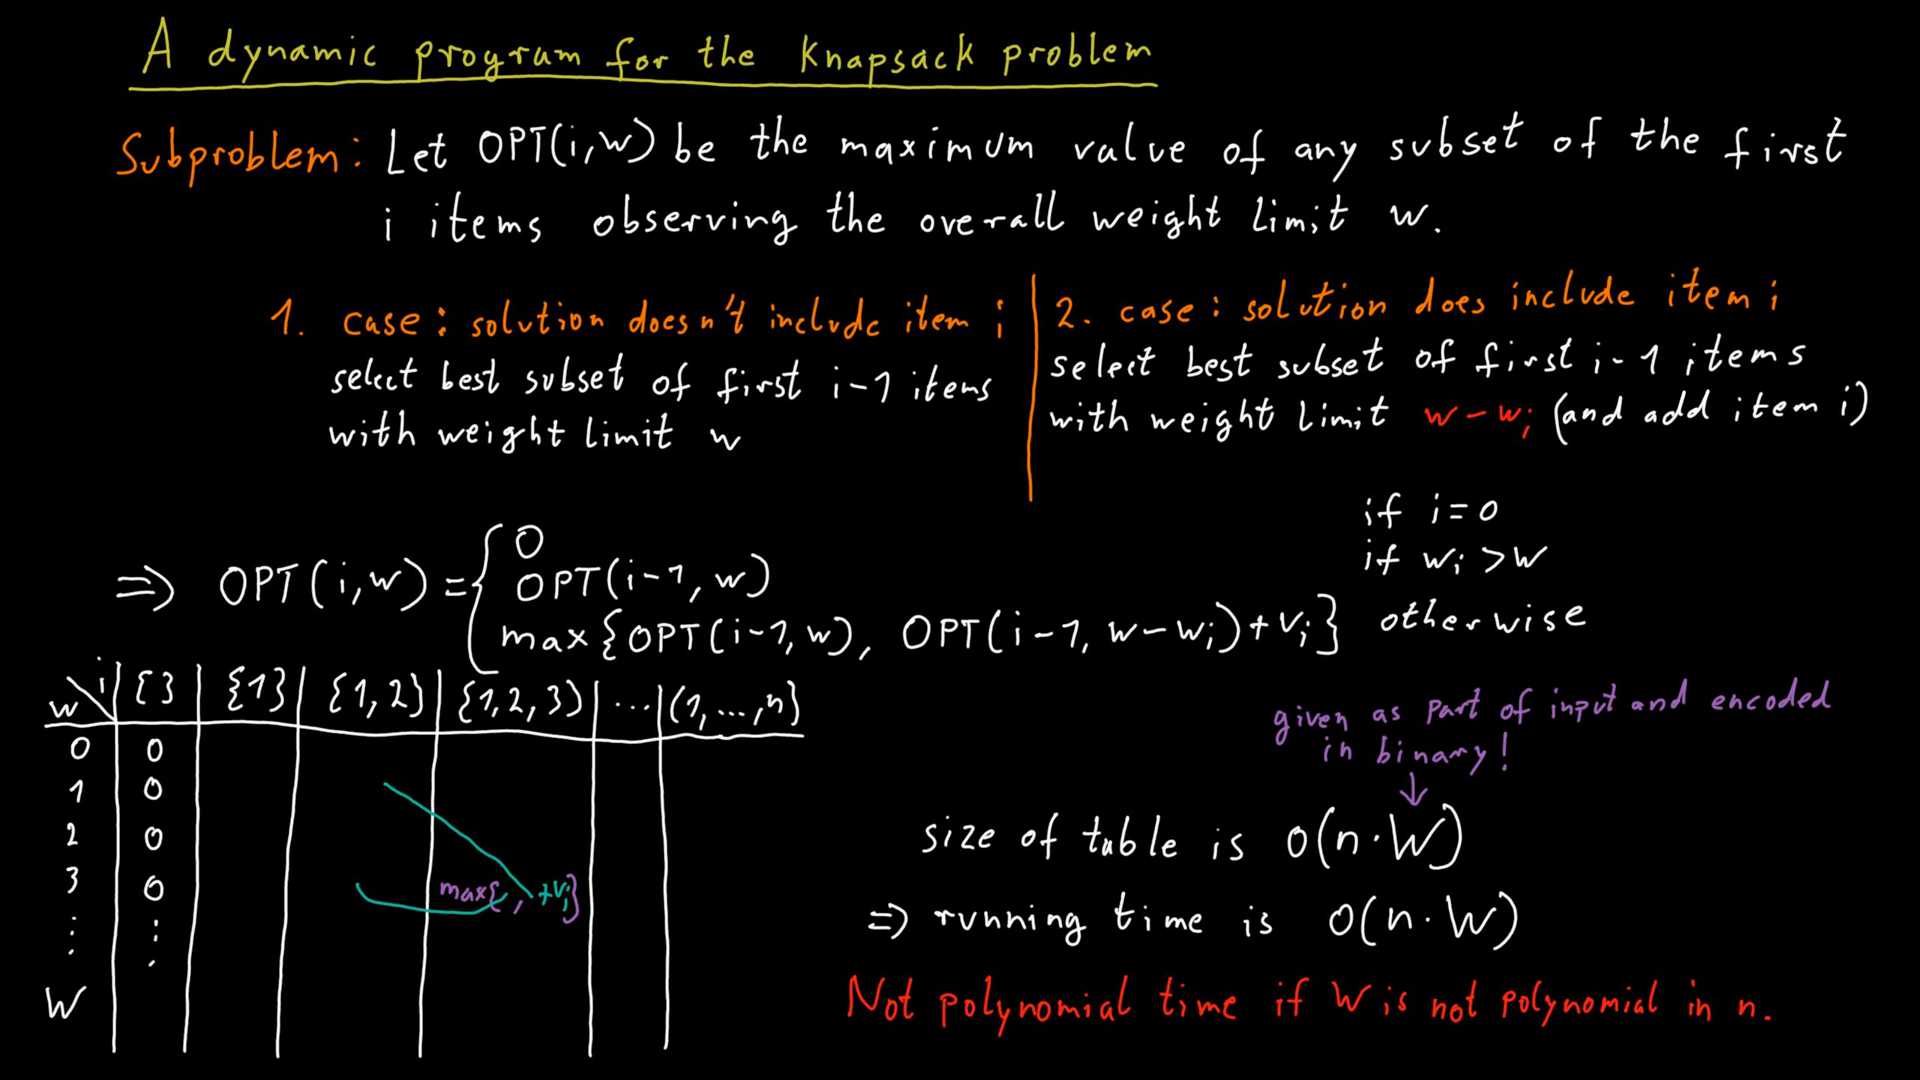 A dynamic program for the Knapsack problem
Subproblem: Let OPT(i,w) be the maximum value of any subset of the first
i items observing the overall weight limit w.
1. case: solution doesn't include item i
select best subset of first i-1 items
with weight limit w
2. case: solution does include item i
select best subset of first i-1 items
with weight limit w-wi (and add item i)
=> OPT(i,w) = {
0 if i=0
OPT(i-1, w) if wi > w
max{OPT(i-1, w), OPT(i-1, w-wi)+vi} otherwise
w \ i | { } | {1} | {1,2} | {1,2,3) | ... | (1,...,n}
0 0
1 0
2 0
3 0 max{ , +vi}
⋮ ⋮
W
given as part of input and encoded
in binary!
↓
size of table is O(n·W)
=> running time is O(n·W)
Not polynomial time if W is not polynomial in n.